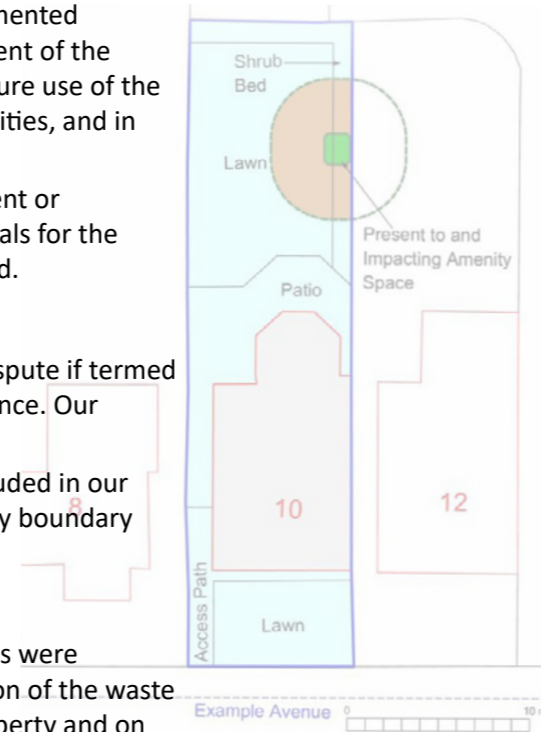 mented
ent of the
ure use of the
ities, and in
ent or
als for the
d.
spute if termed
nce. Our
uded in our
y boundary
s were
on of the waste
perty and on
Shrub
Bed
Lawn
Present to and
Impacting Amenity
Space
Patio
8
10
12
Access Path
Lawn
Example Avenue
0
10 m